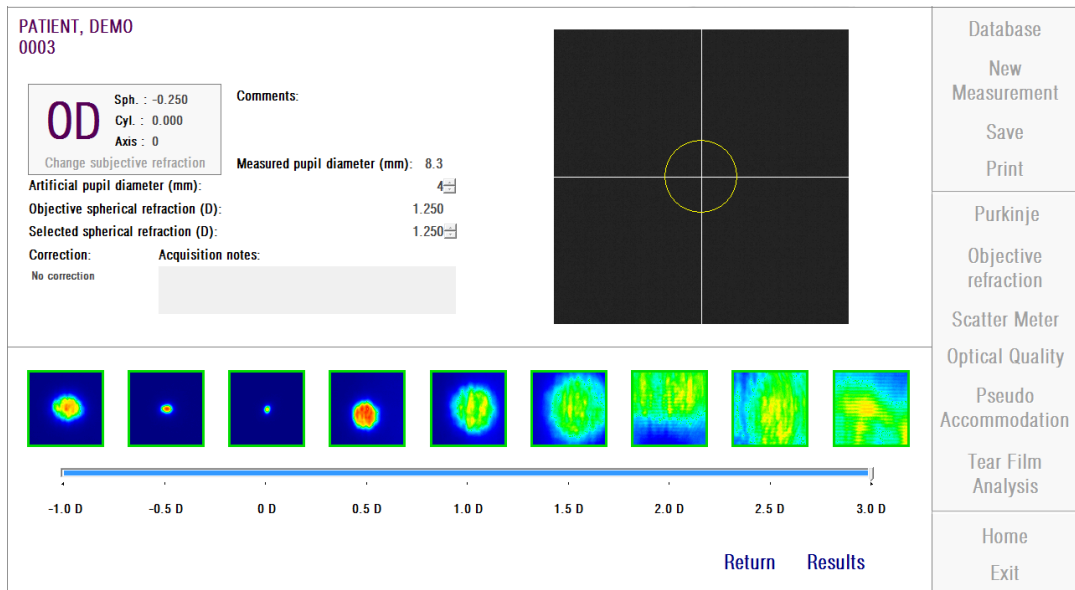 PATIENT, DEMO
0003
OD
Sph. : -0.250
Cyl. : 0.000
Axis : 0
Change subjective refraction
Comments:
Measured pupil diameter (mm): 8.3
Artificial pupil diameter (mm): 4
Objective spherical refraction (D): 1.250
Selected spherical refraction (D): 1.250
Correction: Acquisition notes:
No correction
-1.0 D -0.5 D 0 D 0.5 D 1.0 D 1.5 D 2.0 D 2.5 D 3.0 D
Return Results
Database
New
Measurement
Save
Print
Purkinje
Objective
refraction
Scatter Meter
Optical Quality
Pseudo
Accommodation
Tear Film
Analysis
Home
Exit